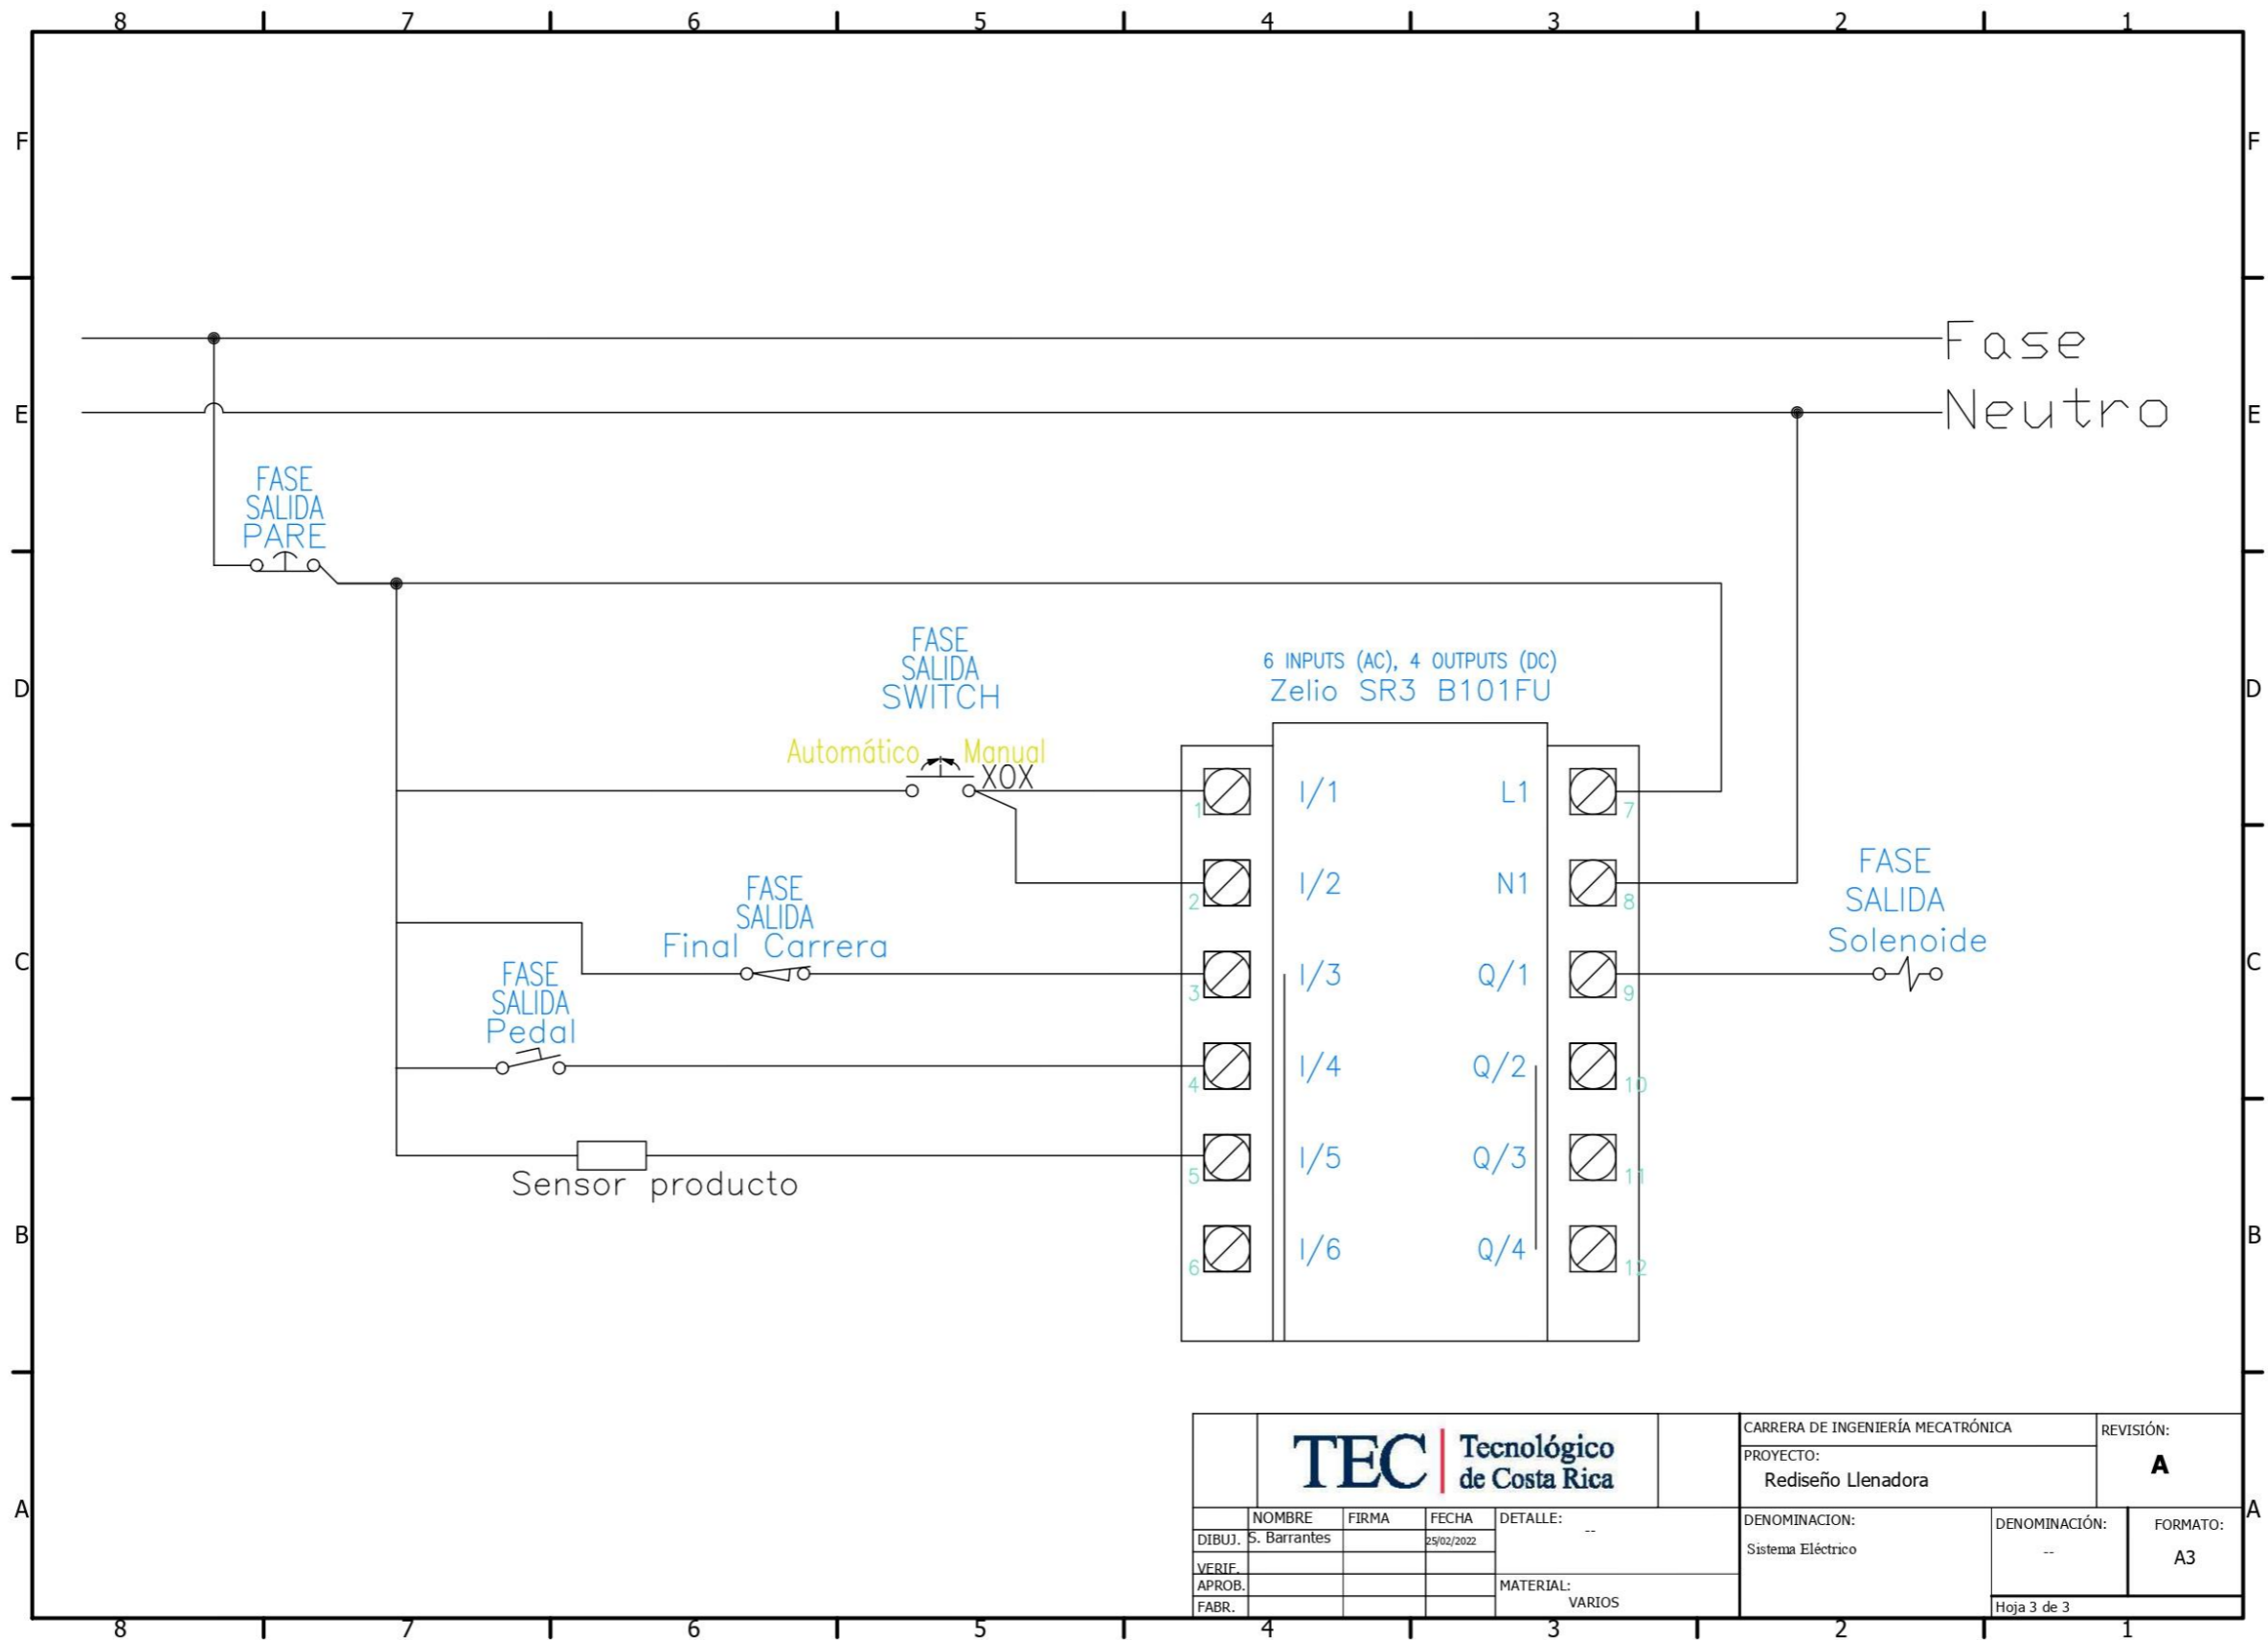 8 7 6 5 4 3 2 1
F F
Fase
E Neutro E
FASE
SALIDA
PARE
FASE
SALIDA
SWITCH
6 INPUTS (AC), 4 OUTPUTS (DC)
Zelio SR3 B101FU
D D
Automático Manual
XOX
1 I/1 L1 7
2 I/2 N1 8
FASE
SALIDA
Solenoide
FASE
SALIDA
Final Carrera
C C
FASE
SALIDA
Pedal
3 I/3 Q/1 9
4 I/4 Q/2 10
5 I/5 Q/3 11
Sensor producto
B B
6 I/6 Q/4 12
TEC Tecnológico
de Costa Rica
CARRERA DE INGENIERÍA MECATRÓNICA
REVISIÓN:
PROYECTO:
A
Rediseño Llenadora
A A
NOMBRE FIRMA FECHA DETALLE:
--
DIBUJ. S. Barrantes 25/02/2022
VERIF.
APROB.
FABR.
MATERIAL:
VARIOS
DENOMINACION:
Sistema Eléctrico
DENOMINACIÓN:
--
FORMATO:
A3
Hoja 3 de 3
8 7 6 5 4 3 2 1